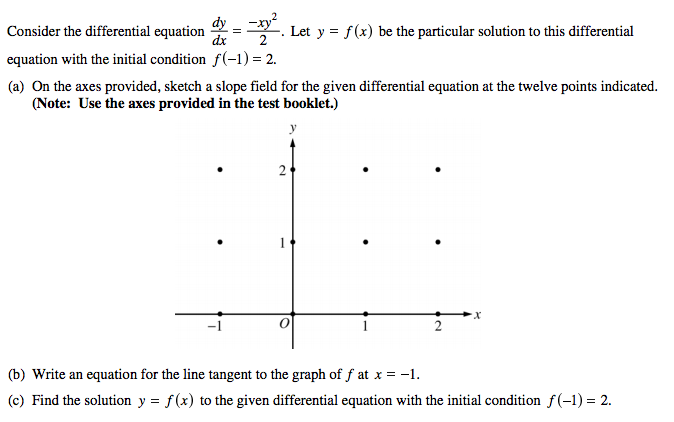 Consider the differential equation dy/dx = -xy²/2. Let y = f(x) be the particular solution to this differential
equation with the initial condition f(−1) = 2.
(a) On the axes provided, sketch a slope field for the given differential equation at the twelve points indicated.
(Note: Use the axes provided in the test booklet.)
y
2
1
x
−1 O 1 2
(b) Write an equation for the line tangent to the graph of f at x = −1.
(c) Find the solution y = f(x) to the given differential equation with the initial condition f(−1) = 2.